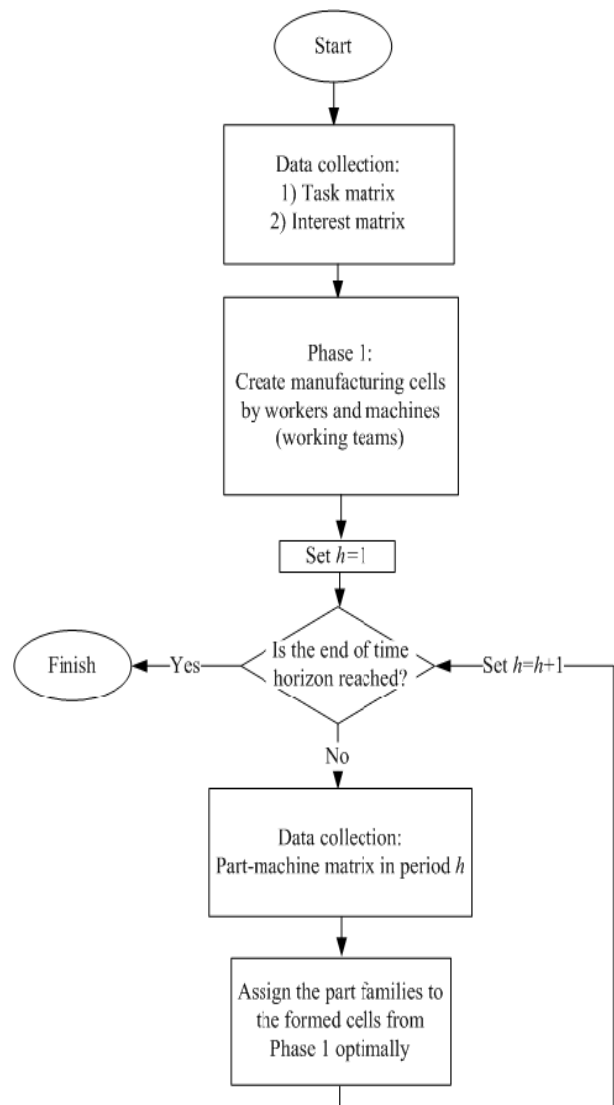 Start
Data collection:
1) Task matrix
2) Interest matrix
Phase 1:
Create manufacturing cells
by workers and machines
(working teams)
Set h=1
Is the end of time
horizon reached?
Yes
Finish
Set h=h+1
No
Data collection:
Part-machine matrix in period h
Assign the part families to
the formed cells from
Phase 1 optimally